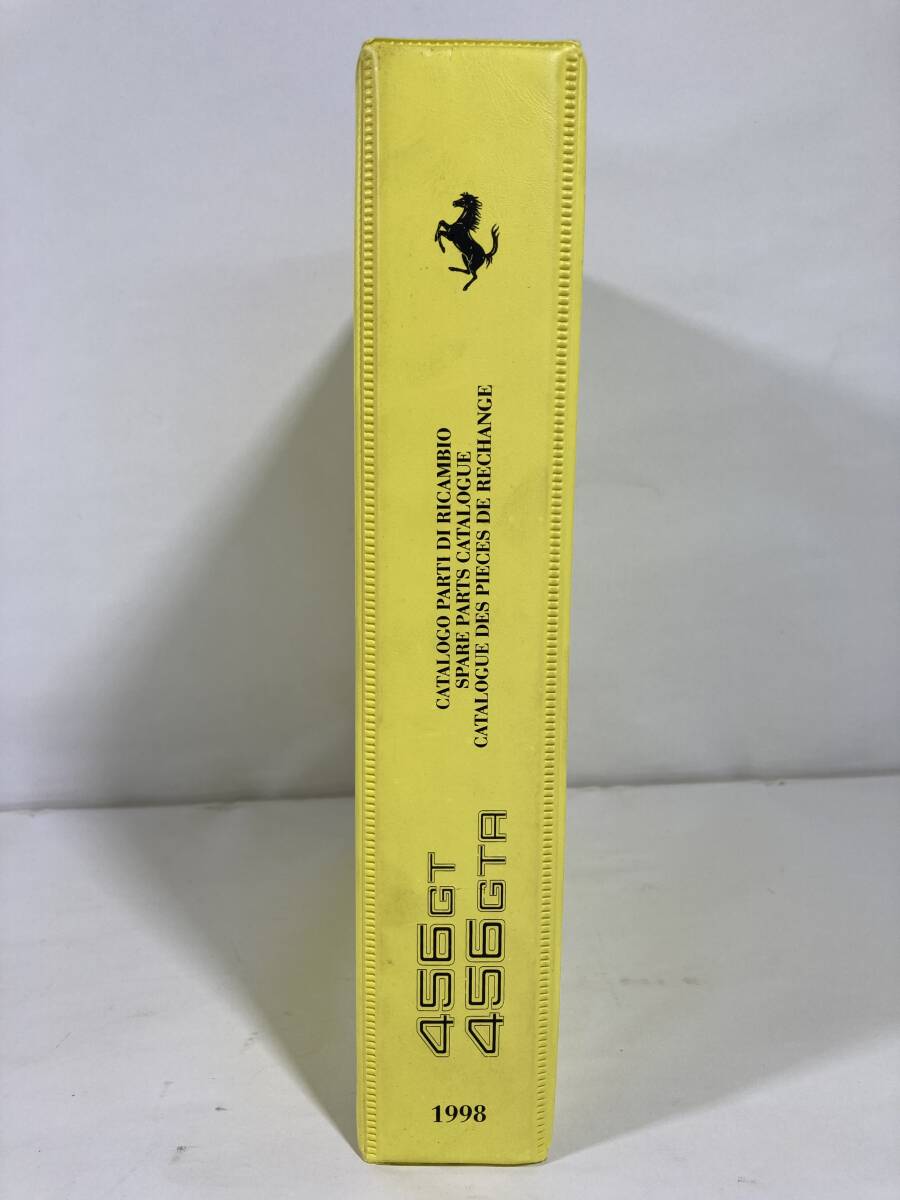 CATALOGO PARTI DI RICAMBIO
SPARE PARTS CATALOGUE
CATALOGUE DES PIECES DE RECHANGE
456GT
456GTA
1998